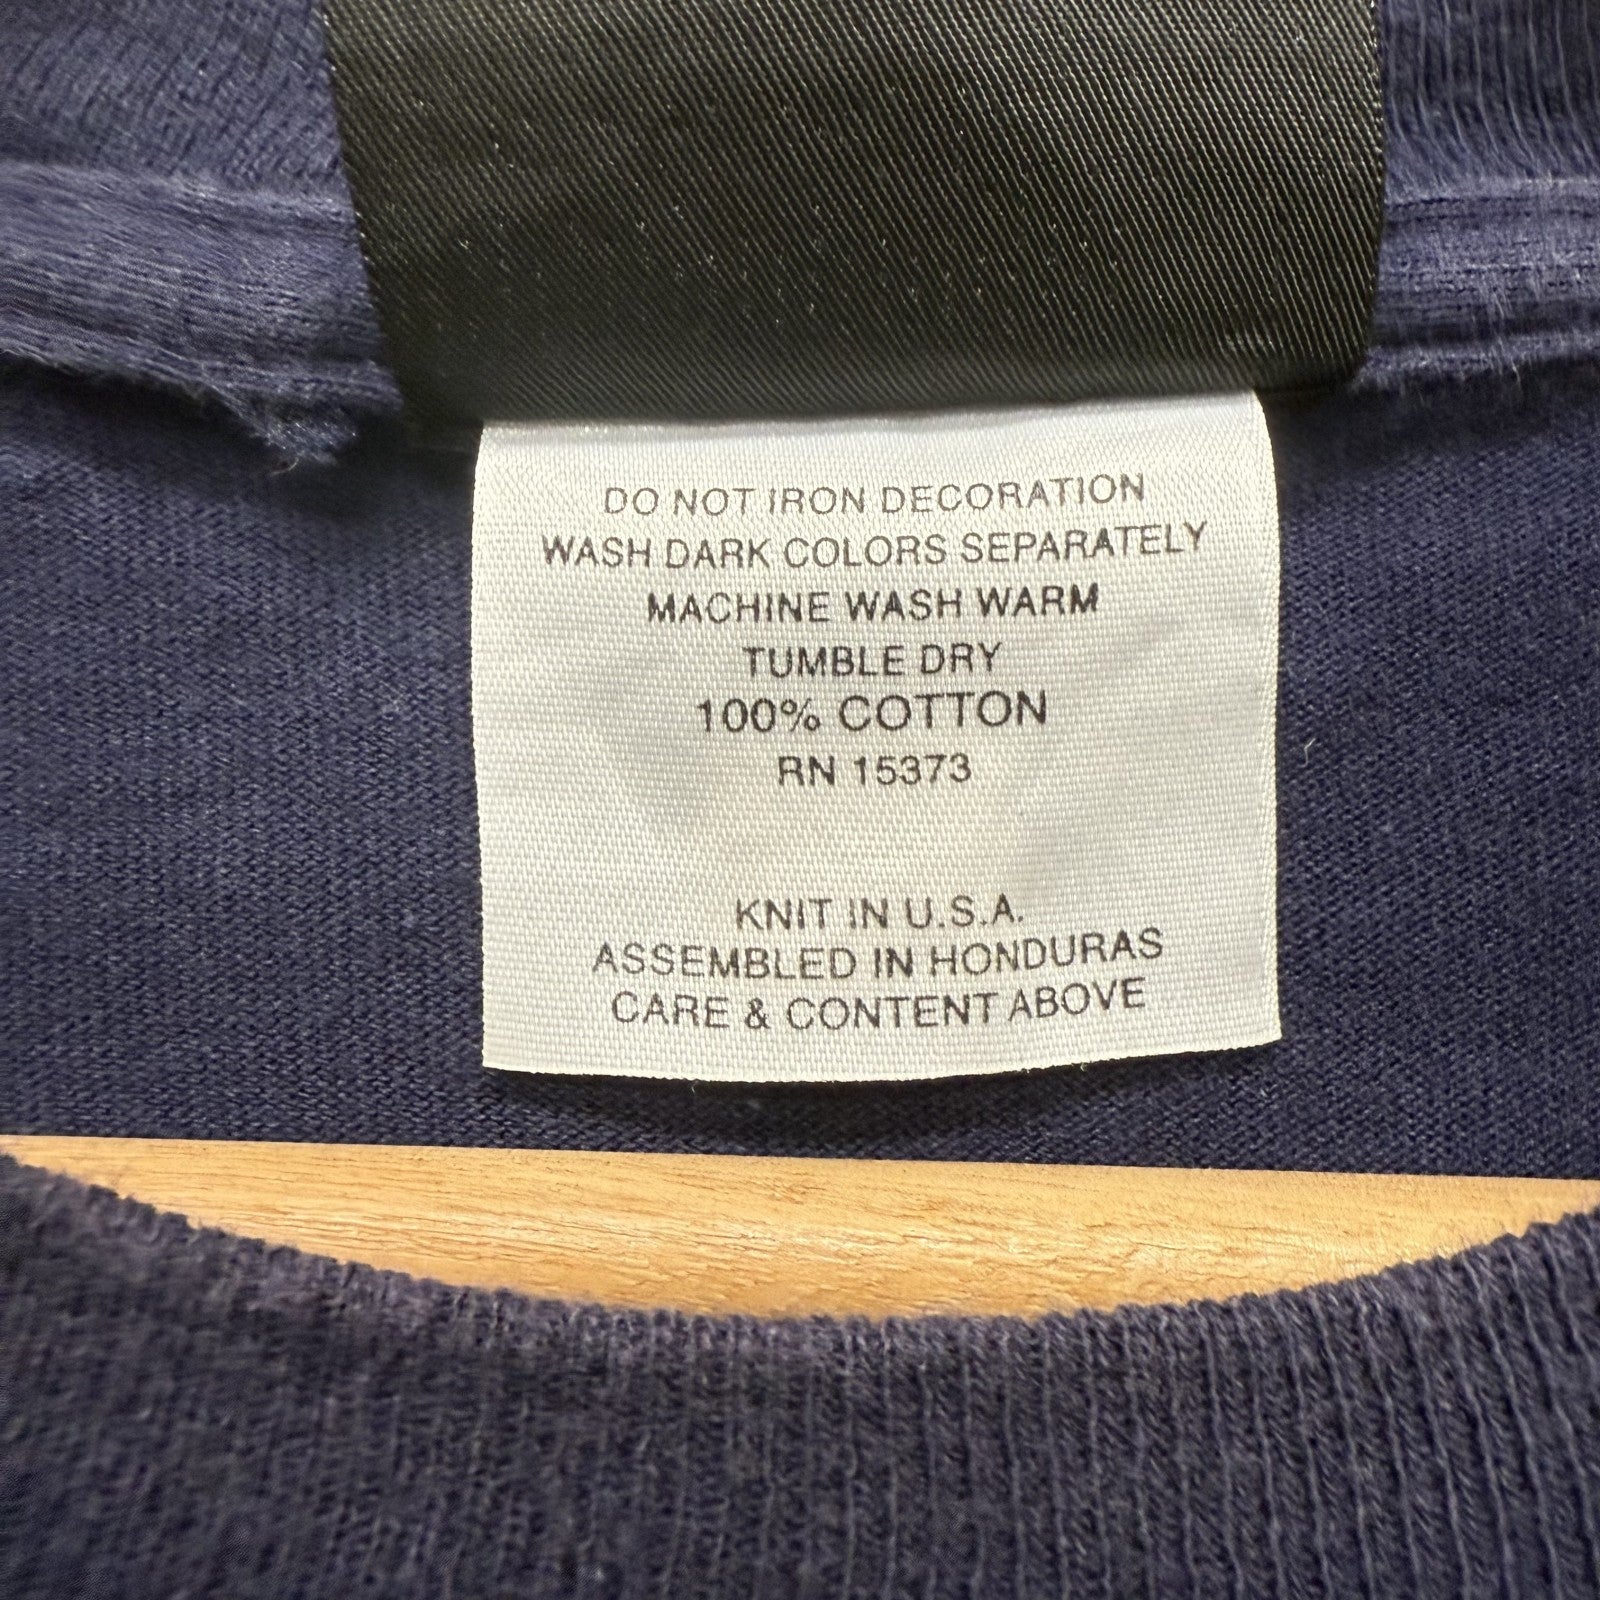 DO NOT IRON DECORATION
WASH DARK COLORS SEPARATELY
MACHINE WASH WARM
TUMBLE DRY
100% COTTON
RN 15373
KNIT IN U.S.A.
ASSEMBLED IN HONDURAS
CARE & CONTENT ABOVE